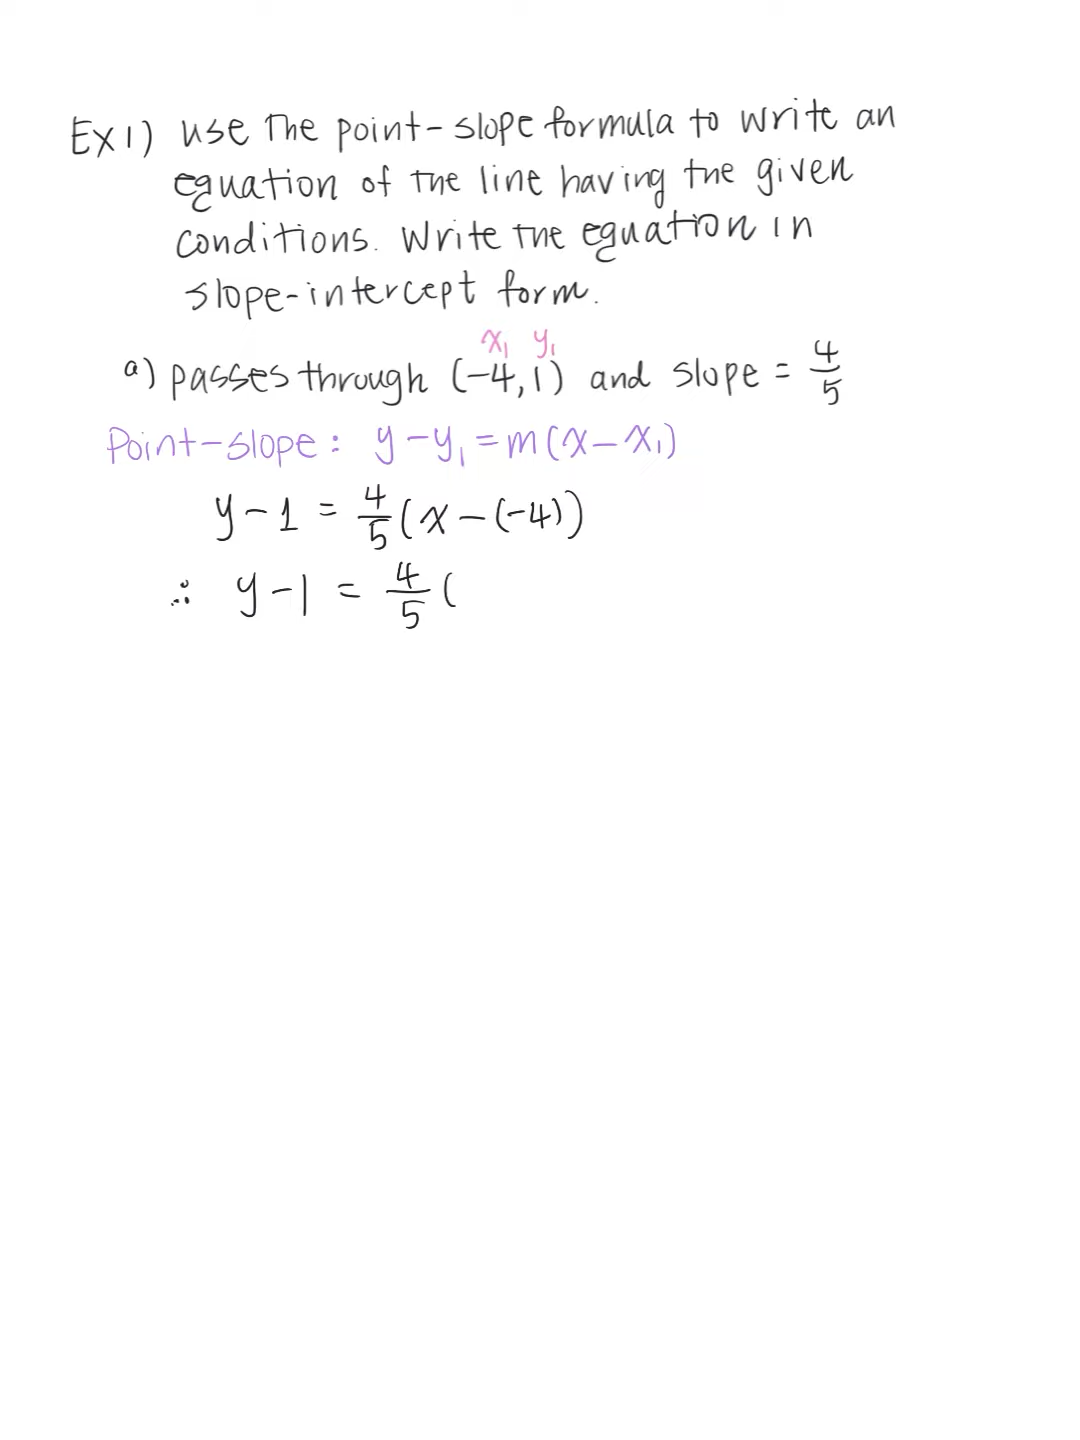 Ex1) Use the point-slope formula to write an
equation of the line having the given
conditions. Write the equation in
slope-intercept form.
x₁ y₁
a) passes through (-4, 1) and slope = 4/5
Point-slope: y - y₁ = m(x - x₁)
y - 1 = 4/5 (x - (-4))
∴ y - 1 = 4/5 (